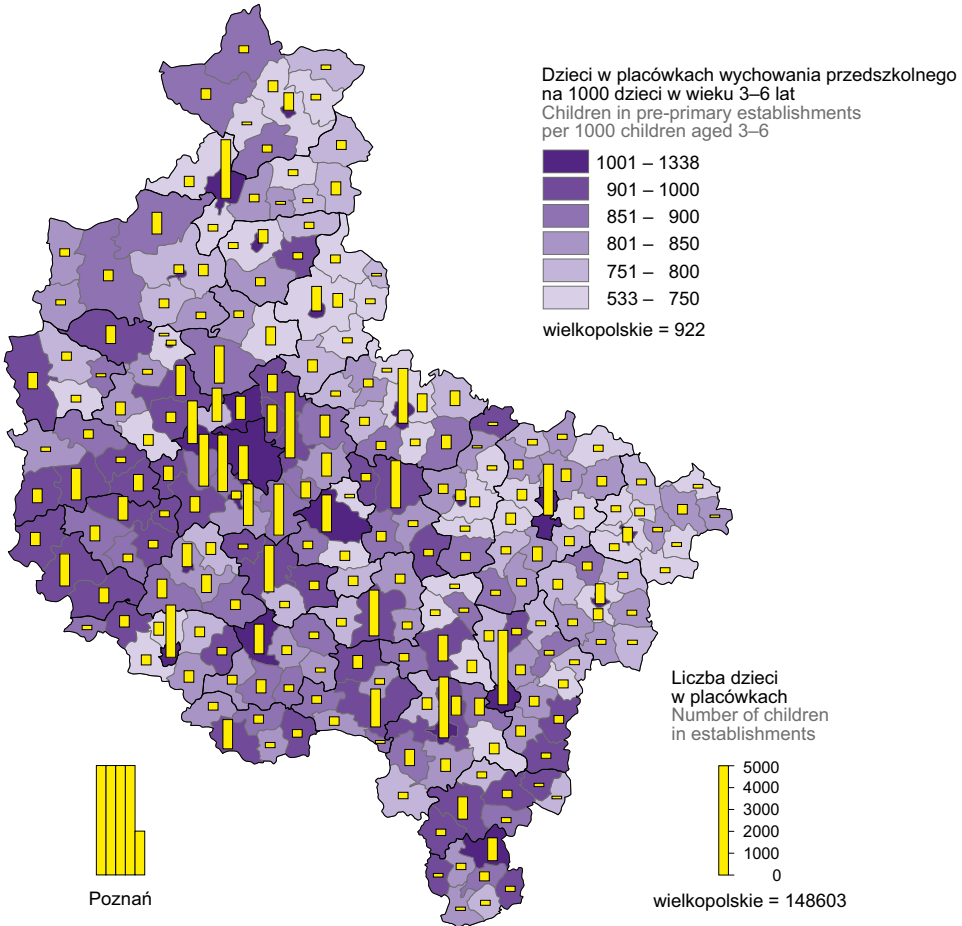 Dzieci w placówkach wychowania przedszkolnego
na 1000 dzieci w wieku 3–6 lat
Children in pre-primary establishments
per 1000 children aged 3–6
1001 – 1338
901 – 1000
851 – 900
801 – 850
751 – 800
533 – 750
wielkopolskie = 922
Liczba dzieci
w placówkach
Number of children
in establishments
5000
4000
3000
2000
1000
0
wielkopolskie = 148603
Poznań